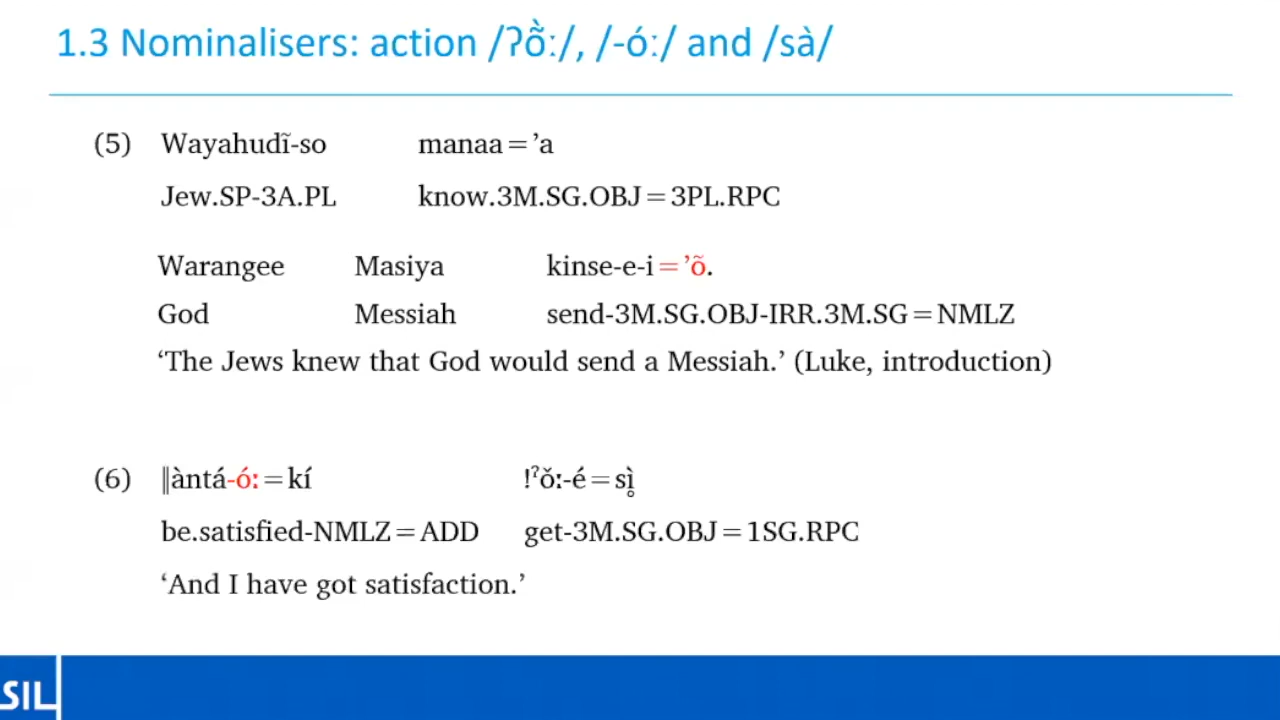 1.3 Nominalisers: action /ʔõ̀ː/, /-óː/ and /sà/
(5) Wayahudĩ-so manaa=’a
Jew.SP-3A.PL know.3M.SG.OBJ=3PL.RPC
Warangee Masiya kinse-e-i=’õ.
God Messiah send-3M.SG.OBJ-IRR.3M.SG=NMLZ
‘The Jews knew that God would send a Messiah.’ (Luke, introduction)
(6) ǁàntá-óː=kí ǃˀǒː-é=sì̥
be.satisfied-NMLZ=ADD get-3M.SG.OBJ=1SG.RPC
‘And I have got satisfaction.’
SIL